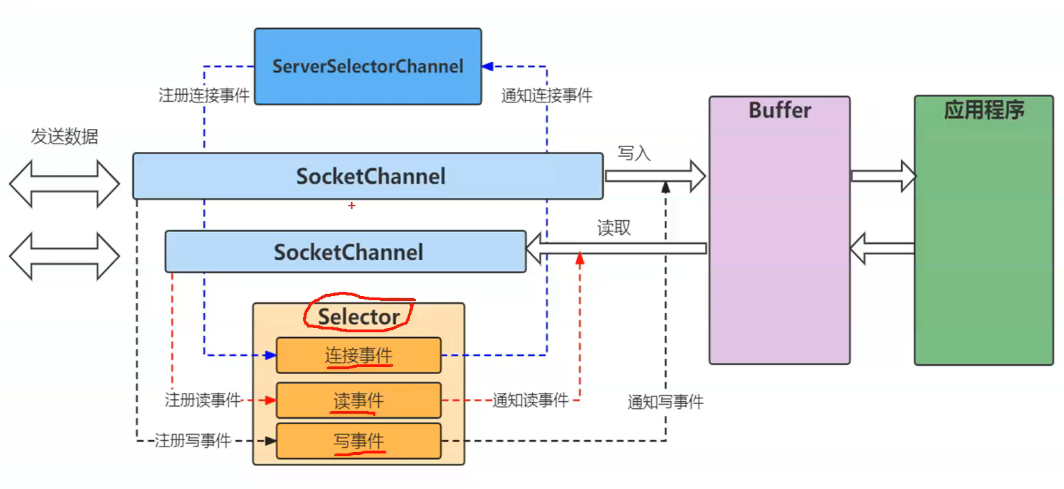 ServerSelectorChannel
注册连接事件
通知连接事件
Buffer
应用程序
发送数据
写入
SocketChannel
读取
SocketChannel
Selector
连接事件
注册读事件
读事件
通知读事件
通知写事件
注册写事件
写事件